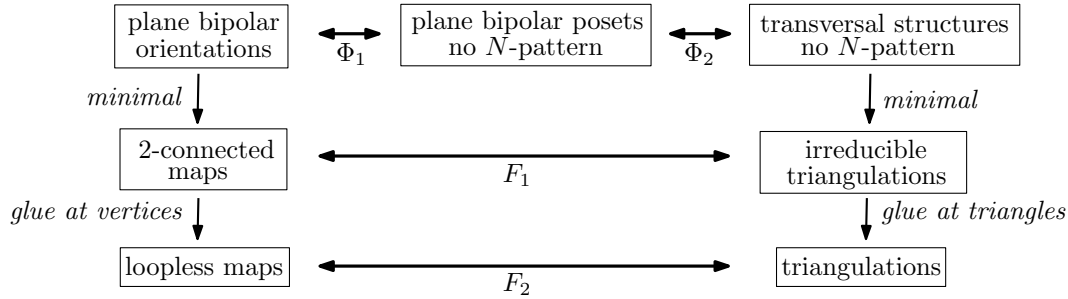 plane bipolar
orientations
Φ₁
plane bipolar posets
no N-pattern
Φ₂
transversal structures
no N-pattern
minimal
minimal
2-connected
maps
F₁
irreducible
triangulations
glue at vertices
glue at triangles
loopless maps
F₂
triangulations